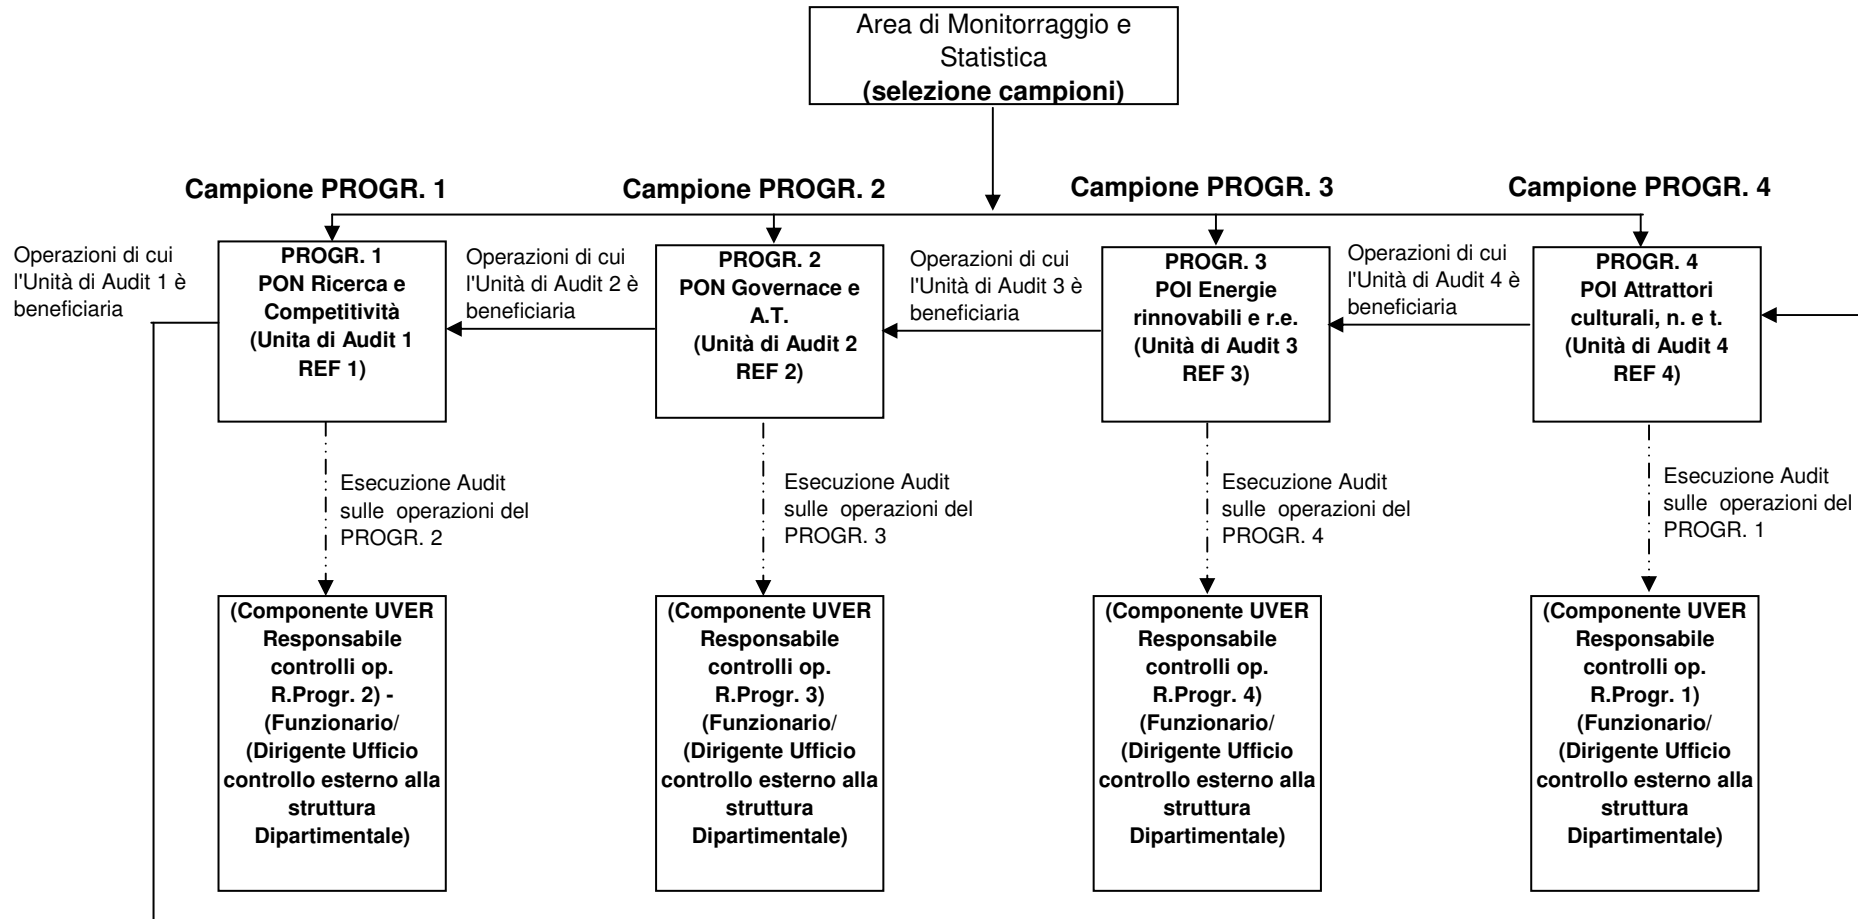 Area di Monitorraggio e
Statistica
(selezione campioni)
Campione PROGR. 1
Campione PROGR. 2
Campione PROGR. 3
Campione PROGR. 4
Operazioni di cui
l'Unità di Audit 1 è
beneficiaria
PROGR. 1
PON Ricerca e
Competitività
(Unita di Audit 1
REF 1)
Operazioni di cui
l'Unità di Audit 2 è
beneficiaria
PROGR. 2
PON Governace e
A.T.
(Unità di Audit 2
REF 2)
Operazioni di cui
l'Unità di Audit 3 è
beneficiaria
PROGR. 3
POI Energie
rinnovabili e r.e.
(Unità di Audit 3
REF 3)
Operazioni di cui
l'Unità di Audit 4 è
beneficiaria
PROGR. 4
POI Attrattori
culturali, n. e t.
(Unità di Audit 4
REF 4)
Esecuzione Audit
sulle operazioni del
PROGR. 2
Esecuzione Audit
sulle operazioni del
PROGR. 3
Esecuzione Audit
sulle operazioni del
PROGR. 4
Esecuzione Audit
sulle operazioni del
PROGR. 1
(Componente UVER
Responsabile
controlli op.
R.Progr. 2) -
(Funzionario/
(Dirigente Ufficio
controllo esterno alla
struttura
Dipartimentale)
(Componente UVER
Responsabile
controlli op.
R.Progr. 3)
(Funzionario/
(Dirigente Ufficio
controllo esterno alla
struttura
Dipartimentale)
(Componente UVER
Responsabile
controlli op.
R.Progr. 4)
(Funzionario/
(Dirigente Ufficio
controllo esterno alla
struttura
Dipartimentale)
(Componente UVER
Responsabile
controlli op.
R.Progr. 1)
(Funzionario/
(Dirigente Ufficio
controllo esterno alla
struttura
Dipartimentale)